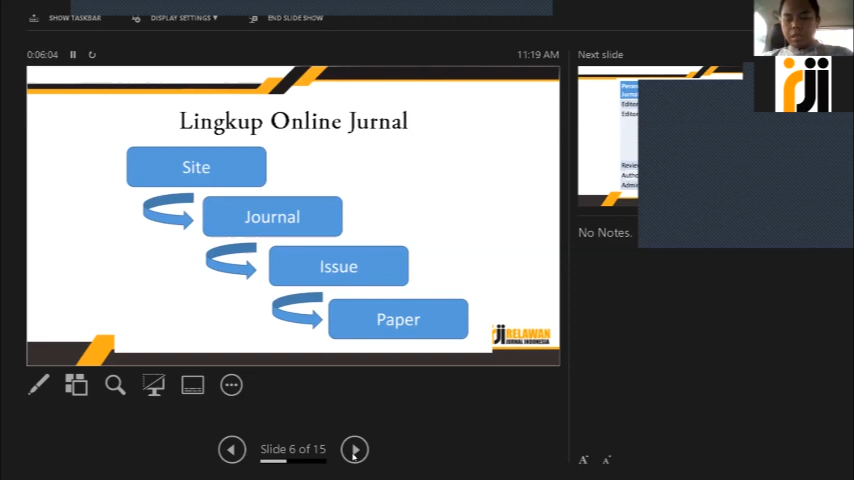 SHOW TASKBAR
DISPLAY SETTINGS ▼
END SLIDE SHOW
0:06:04
11:19 AM
Next slide
Lingkup Online Jurnal
Site
Journal
Issue
Paper
RELAWAN
JURNAL INDONESIA
No Notes.
Slide 6 of 15
A
A